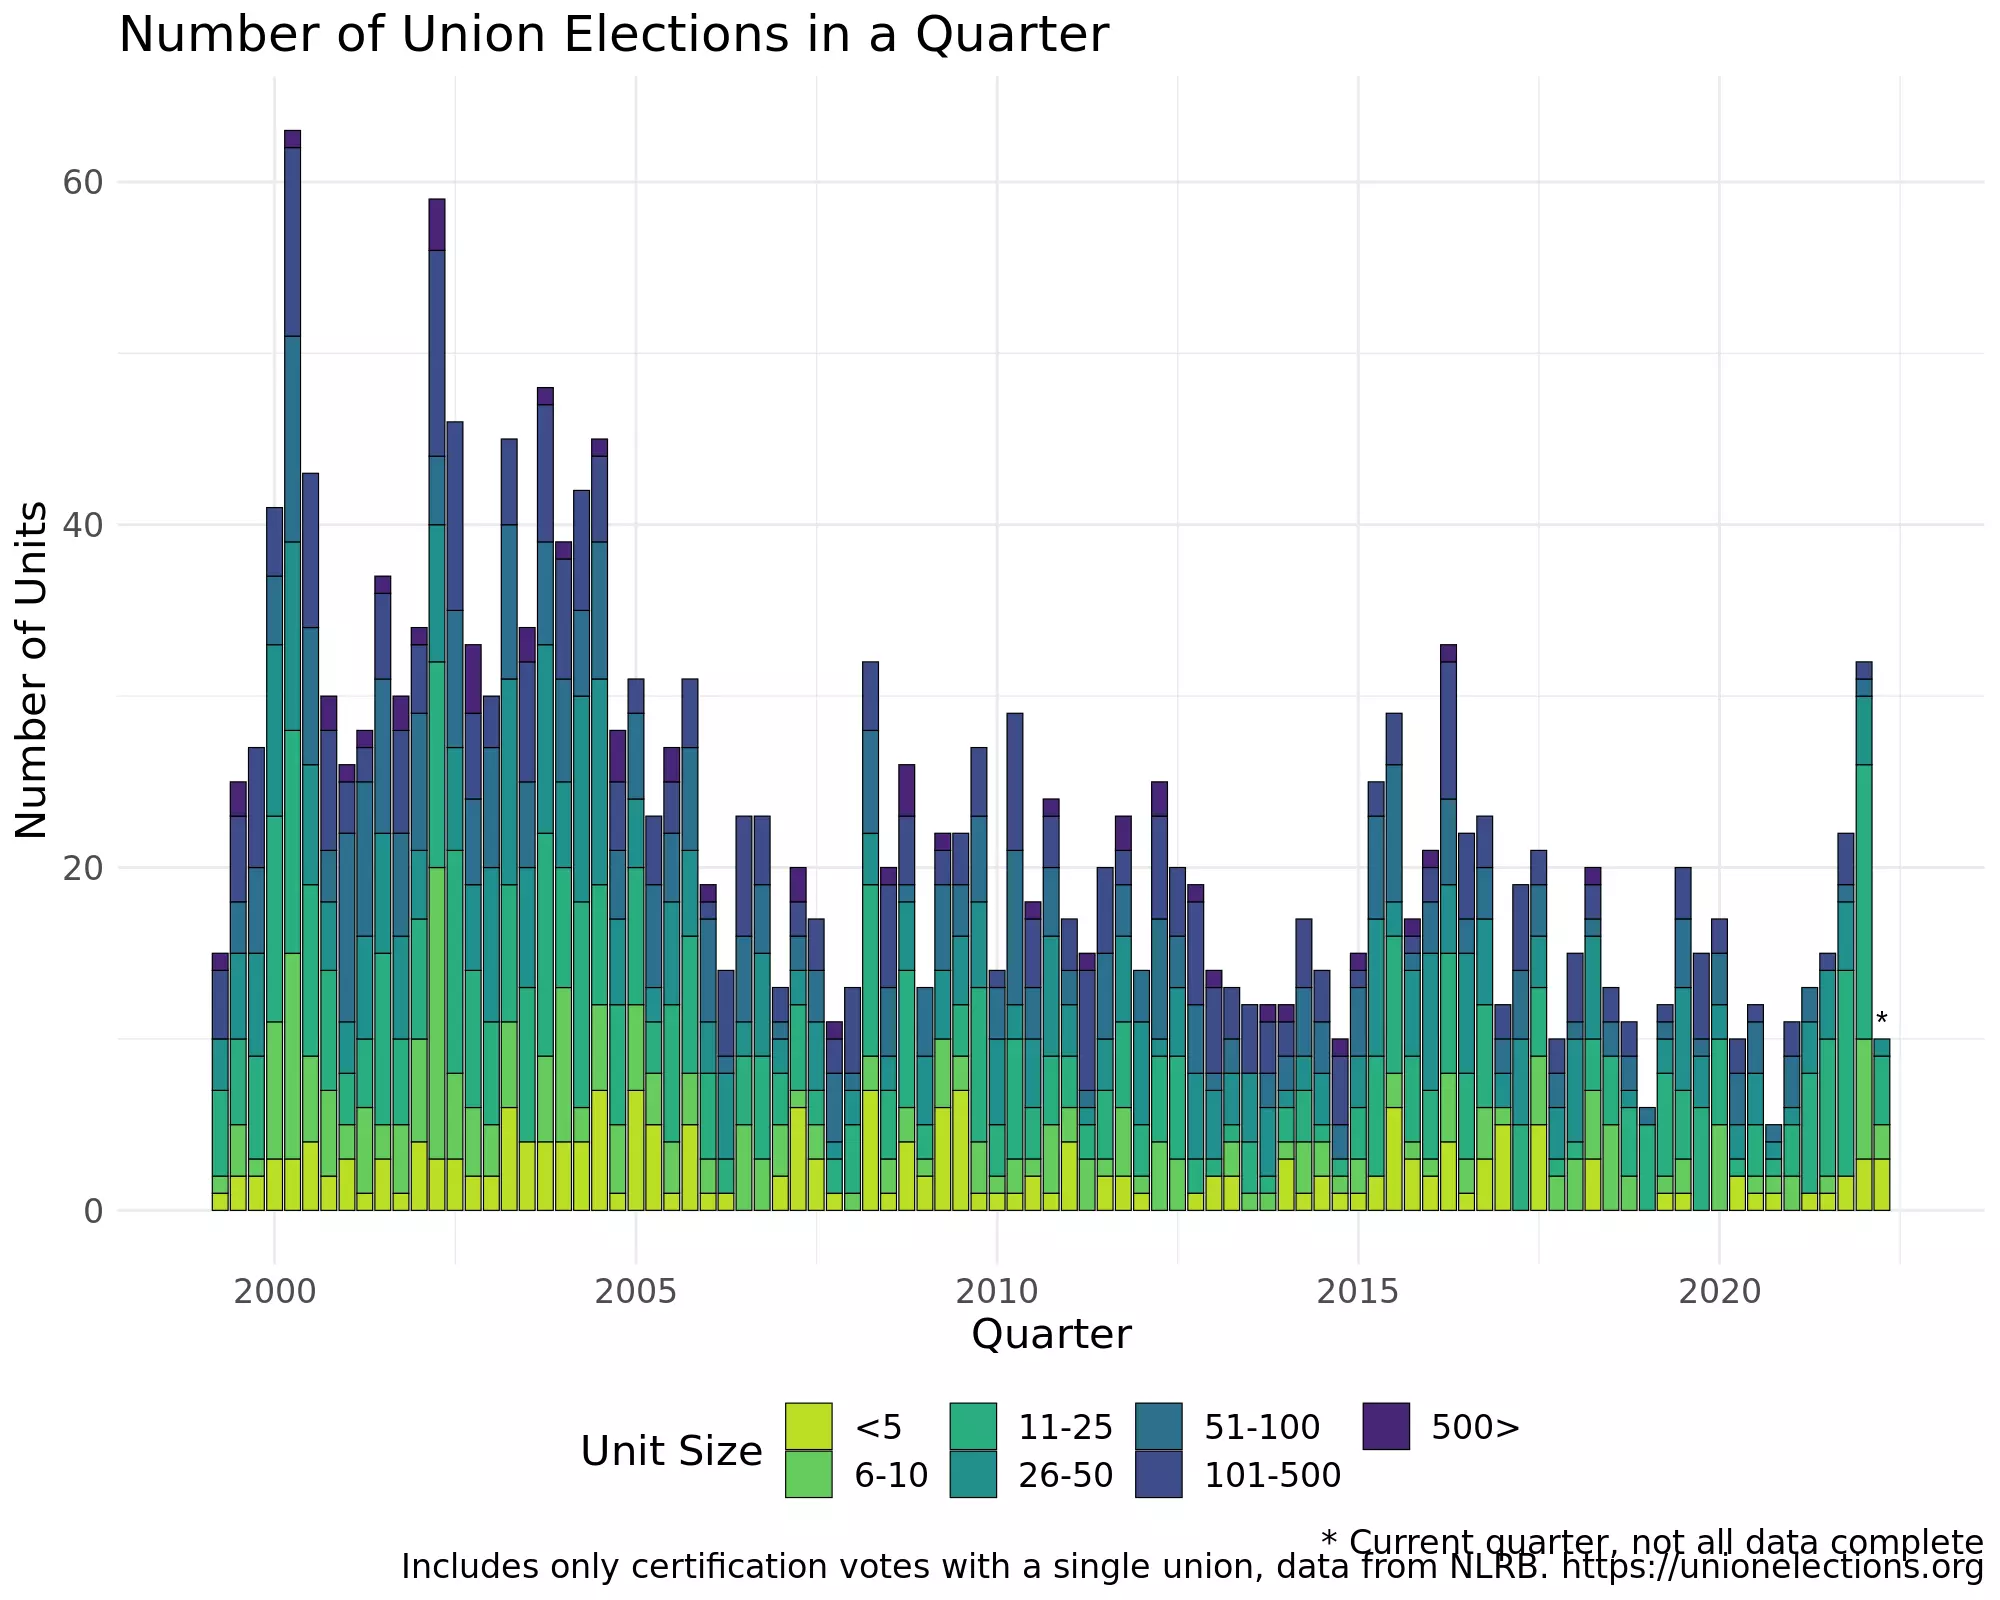 Number of Union Elections in a Quarter
Number of Units
60
40
20
0
*
2000 2005 2010 2015 2020
Quarter
Unit Size
<5 11-25 51-100 500>
6-10 26-50 101-500
* Current quarter, not all data complete
Includes only certification votes with a single union, data from NLRB. https://unionelections.org